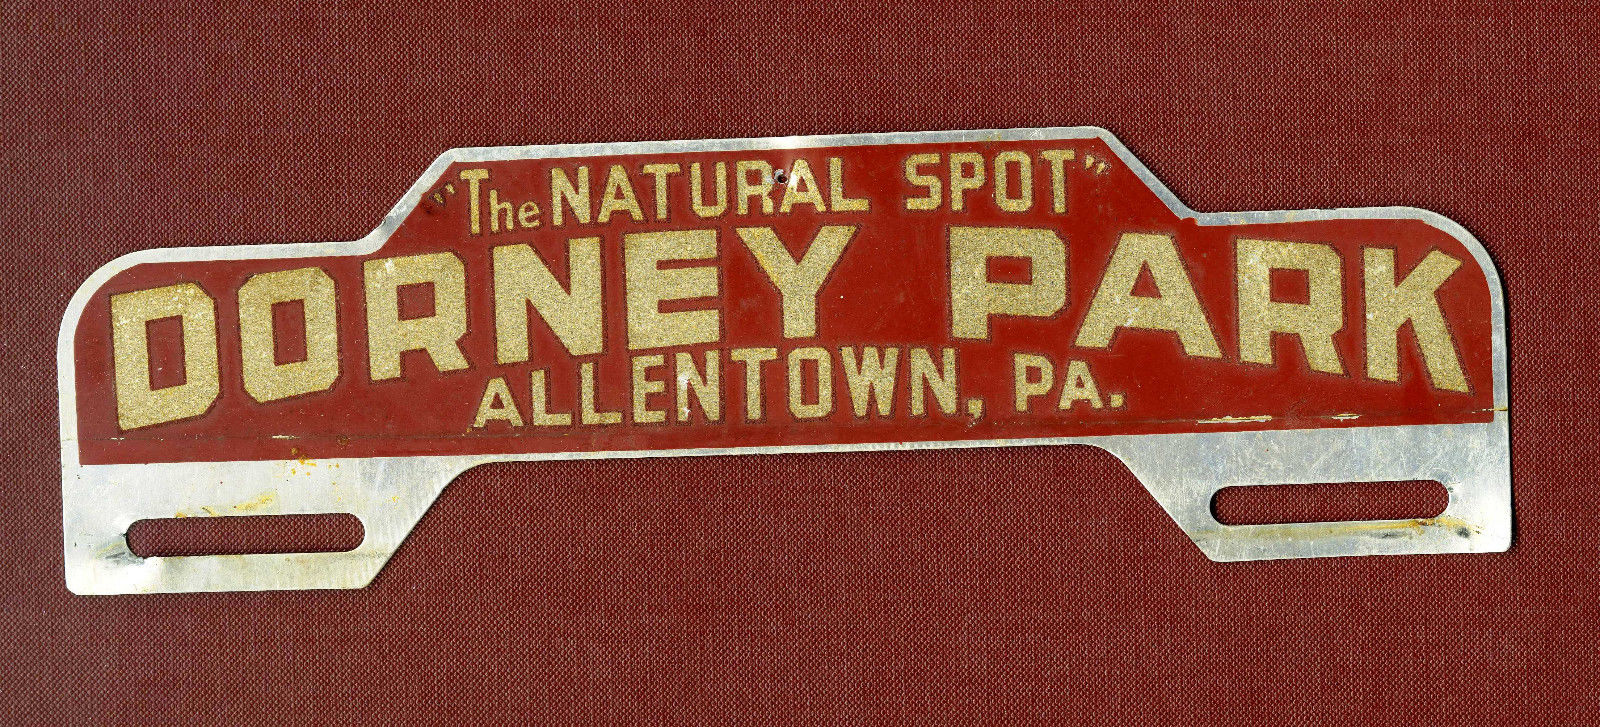 "The NATURAL SPOT"
DORNEY PARK
ALLENTOWN, PA.